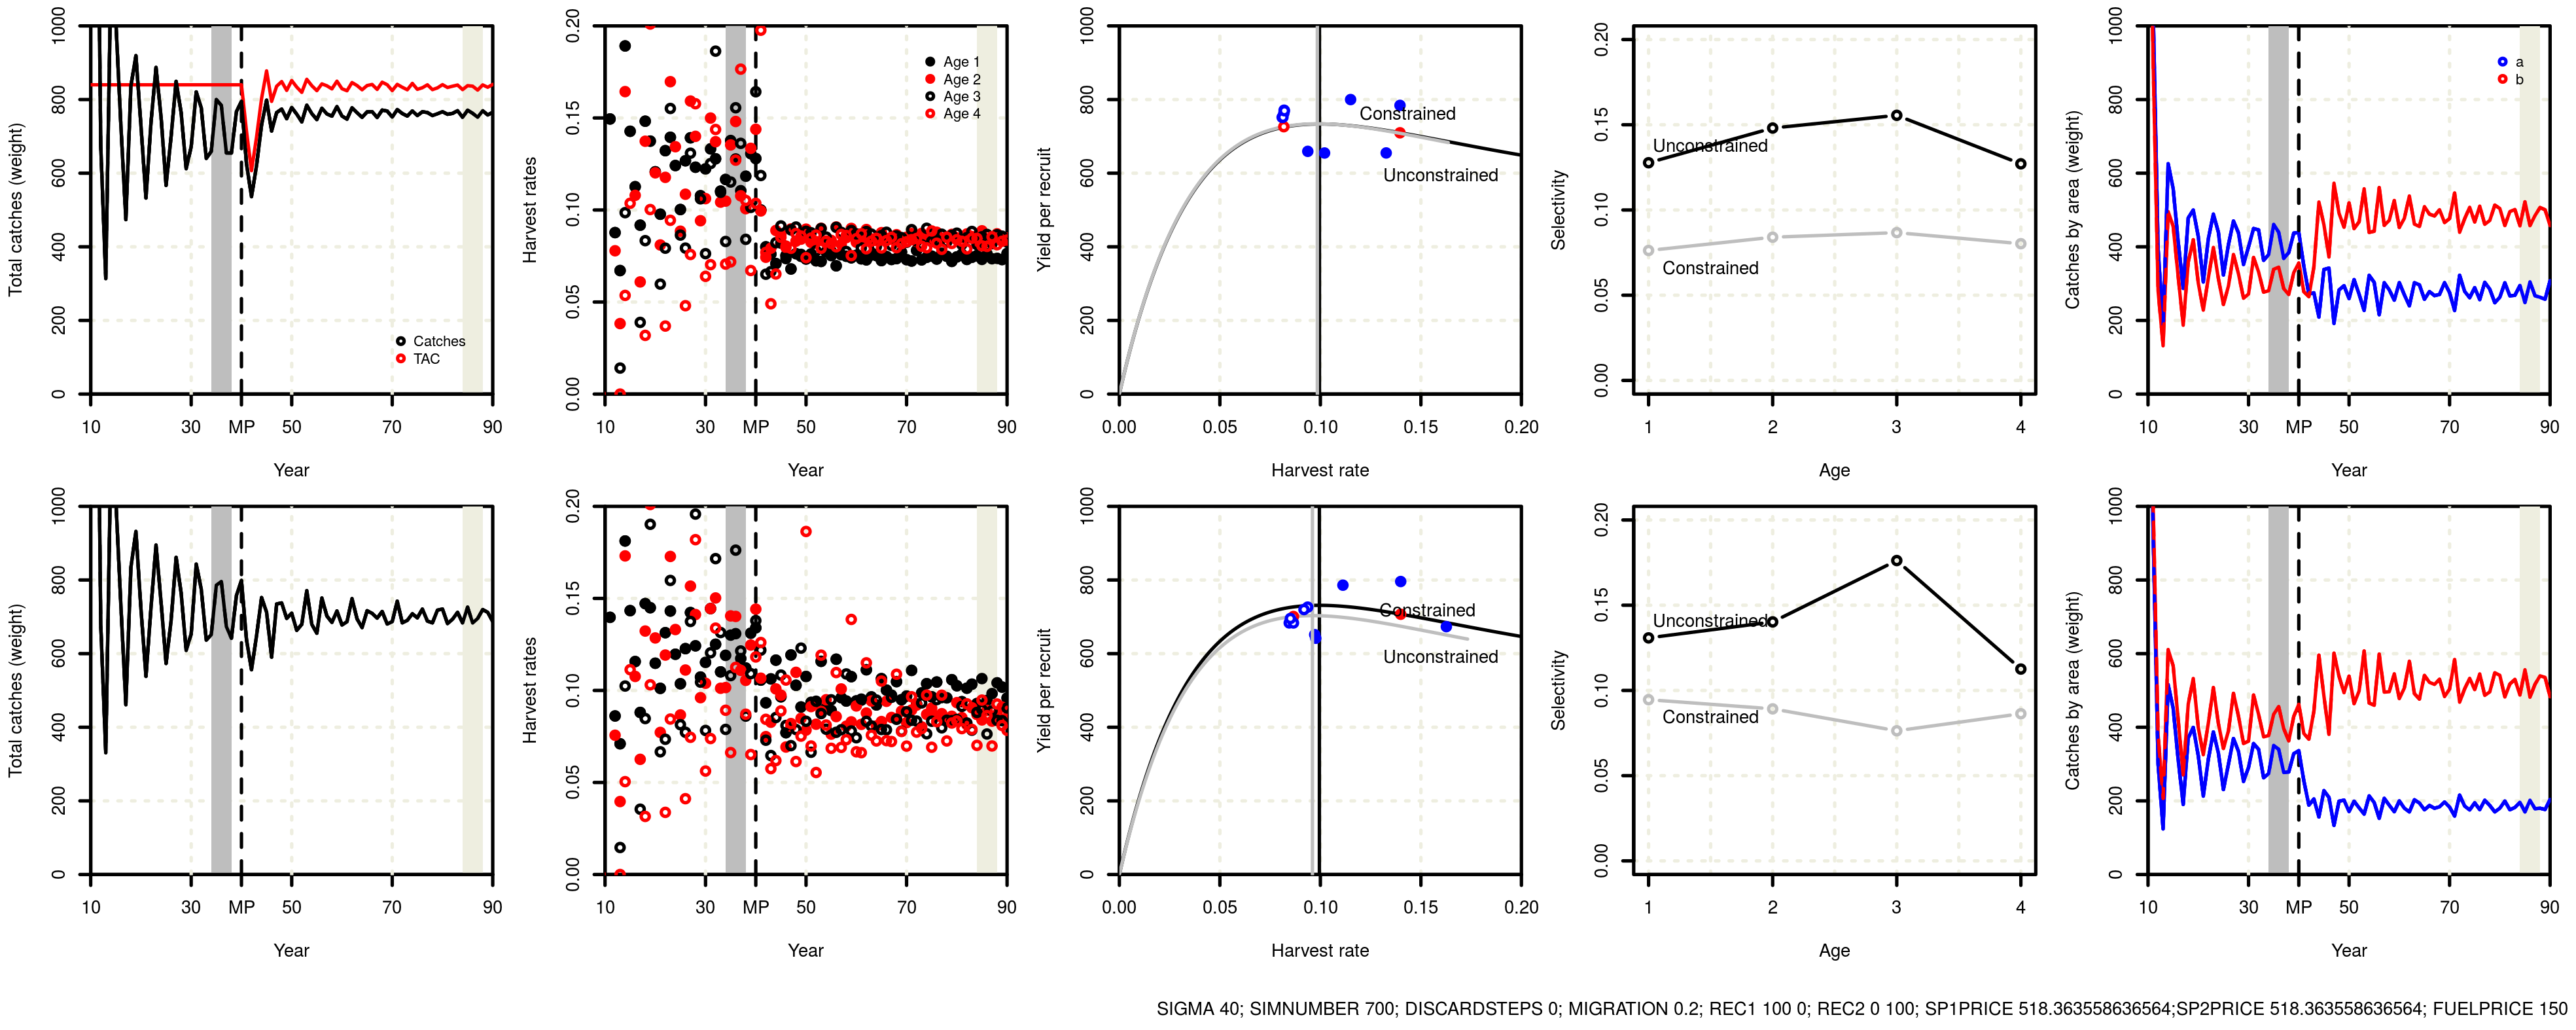 Total catches (weight)
0 200 400 600 800 1000
10 30 MP 50 70 90
Year
Catches
TAC
Harvest rates
0.00 0.05 0.10 0.15 0.20
10 30 MP 50 70 90
Year
Age 1
Age 2
Age 3
Age 4
Yield per recruit
0 200 400 600 800 1000
0.00 0.05 0.10 0.15 0.20
Harvest rate
Constrained
Unconstrained
Selectivity
0.00 0.05 0.10 0.15 0.20
1 2 3 4
Age
Unconstrained
Constrained
Catches by area (weight)
0 200 400 600 800 1000
10 30 MP 50 70 90
Year
a
b
Total catches (weight)
0 200 400 600 800 1000
10 30 MP 50 70 90
Year
Harvest rates
0.00 0.05 0.10 0.15 0.20
10 30 MP 50 70 90
Year
Yield per recruit
0 200 400 600 800 1000
0.00 0.05 0.10 0.15 0.20
Harvest rate
Constrained
Unconstrained
Selectivity
0.00 0.05 0.10 0.15 0.20
1 2 3 4
Age
Unconstrained
Constrained
Catches by area (weight)
0 200 400 600 800 1000
10 30 MP 50 70 90
Year
SIGMA 40; SIMNUMBER 700; DISCARDSTEPS 0; MIGRATION 0.2; REC1 100 0; REC2 0 100; SP1PRICE 518.363558636564;SP2PRICE 518.363558636564; FUELPRICE 150